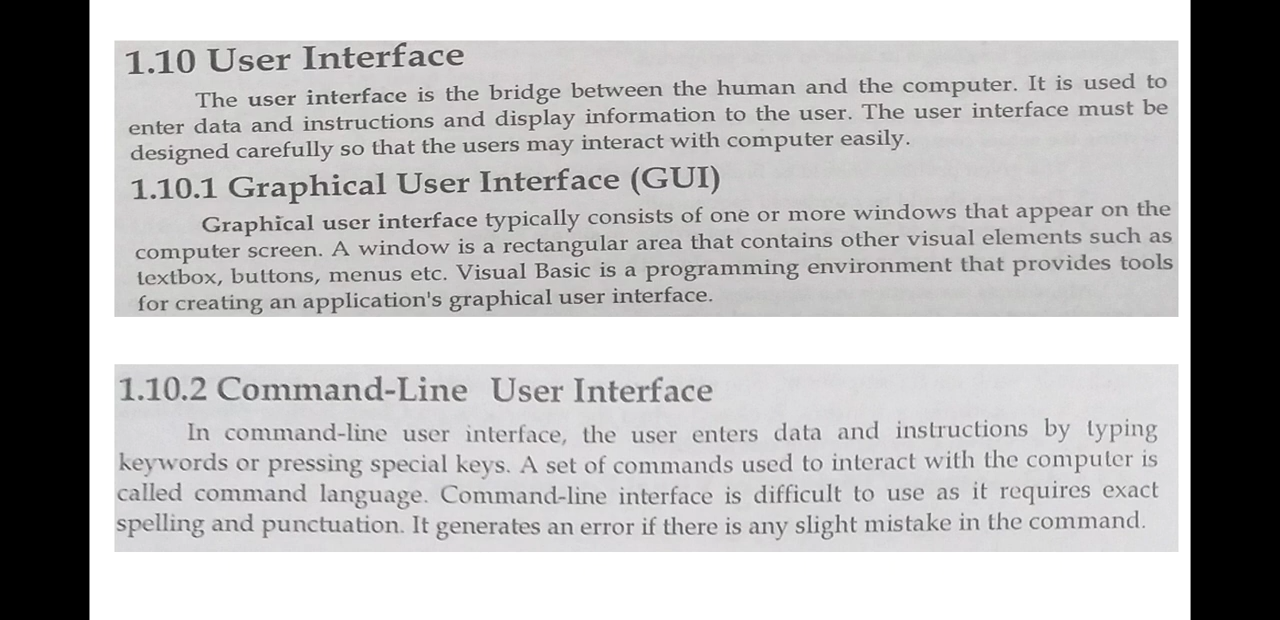 1.10 User Interface
The user interface is the bridge between the human and the computer. It is used to
enter data and instructions and display information to the user. The user interface must be
designed carefully so that the users may interact with computer easily.
1.10.1 Graphical User Interface (GUI)
Graphical user interface typically consists of one or more windows that appear on the
computer screen. A window is a rectangular area that contains other visual elements such as
textbox, buttons, menus etc. Visual Basic is a programming environment that provides tools
for creating an application's graphical user interface.
1.10.2 Command-Line User Interface
In command-line user interface, the user enters data and instructions by typing
keywords or pressing special keys. A set of commands used to interact with the computer is
called command language. Command-line interface is difficult to use as it requires exact
spelling and punctuation. It generates an error if there is any slight mistake in the command.